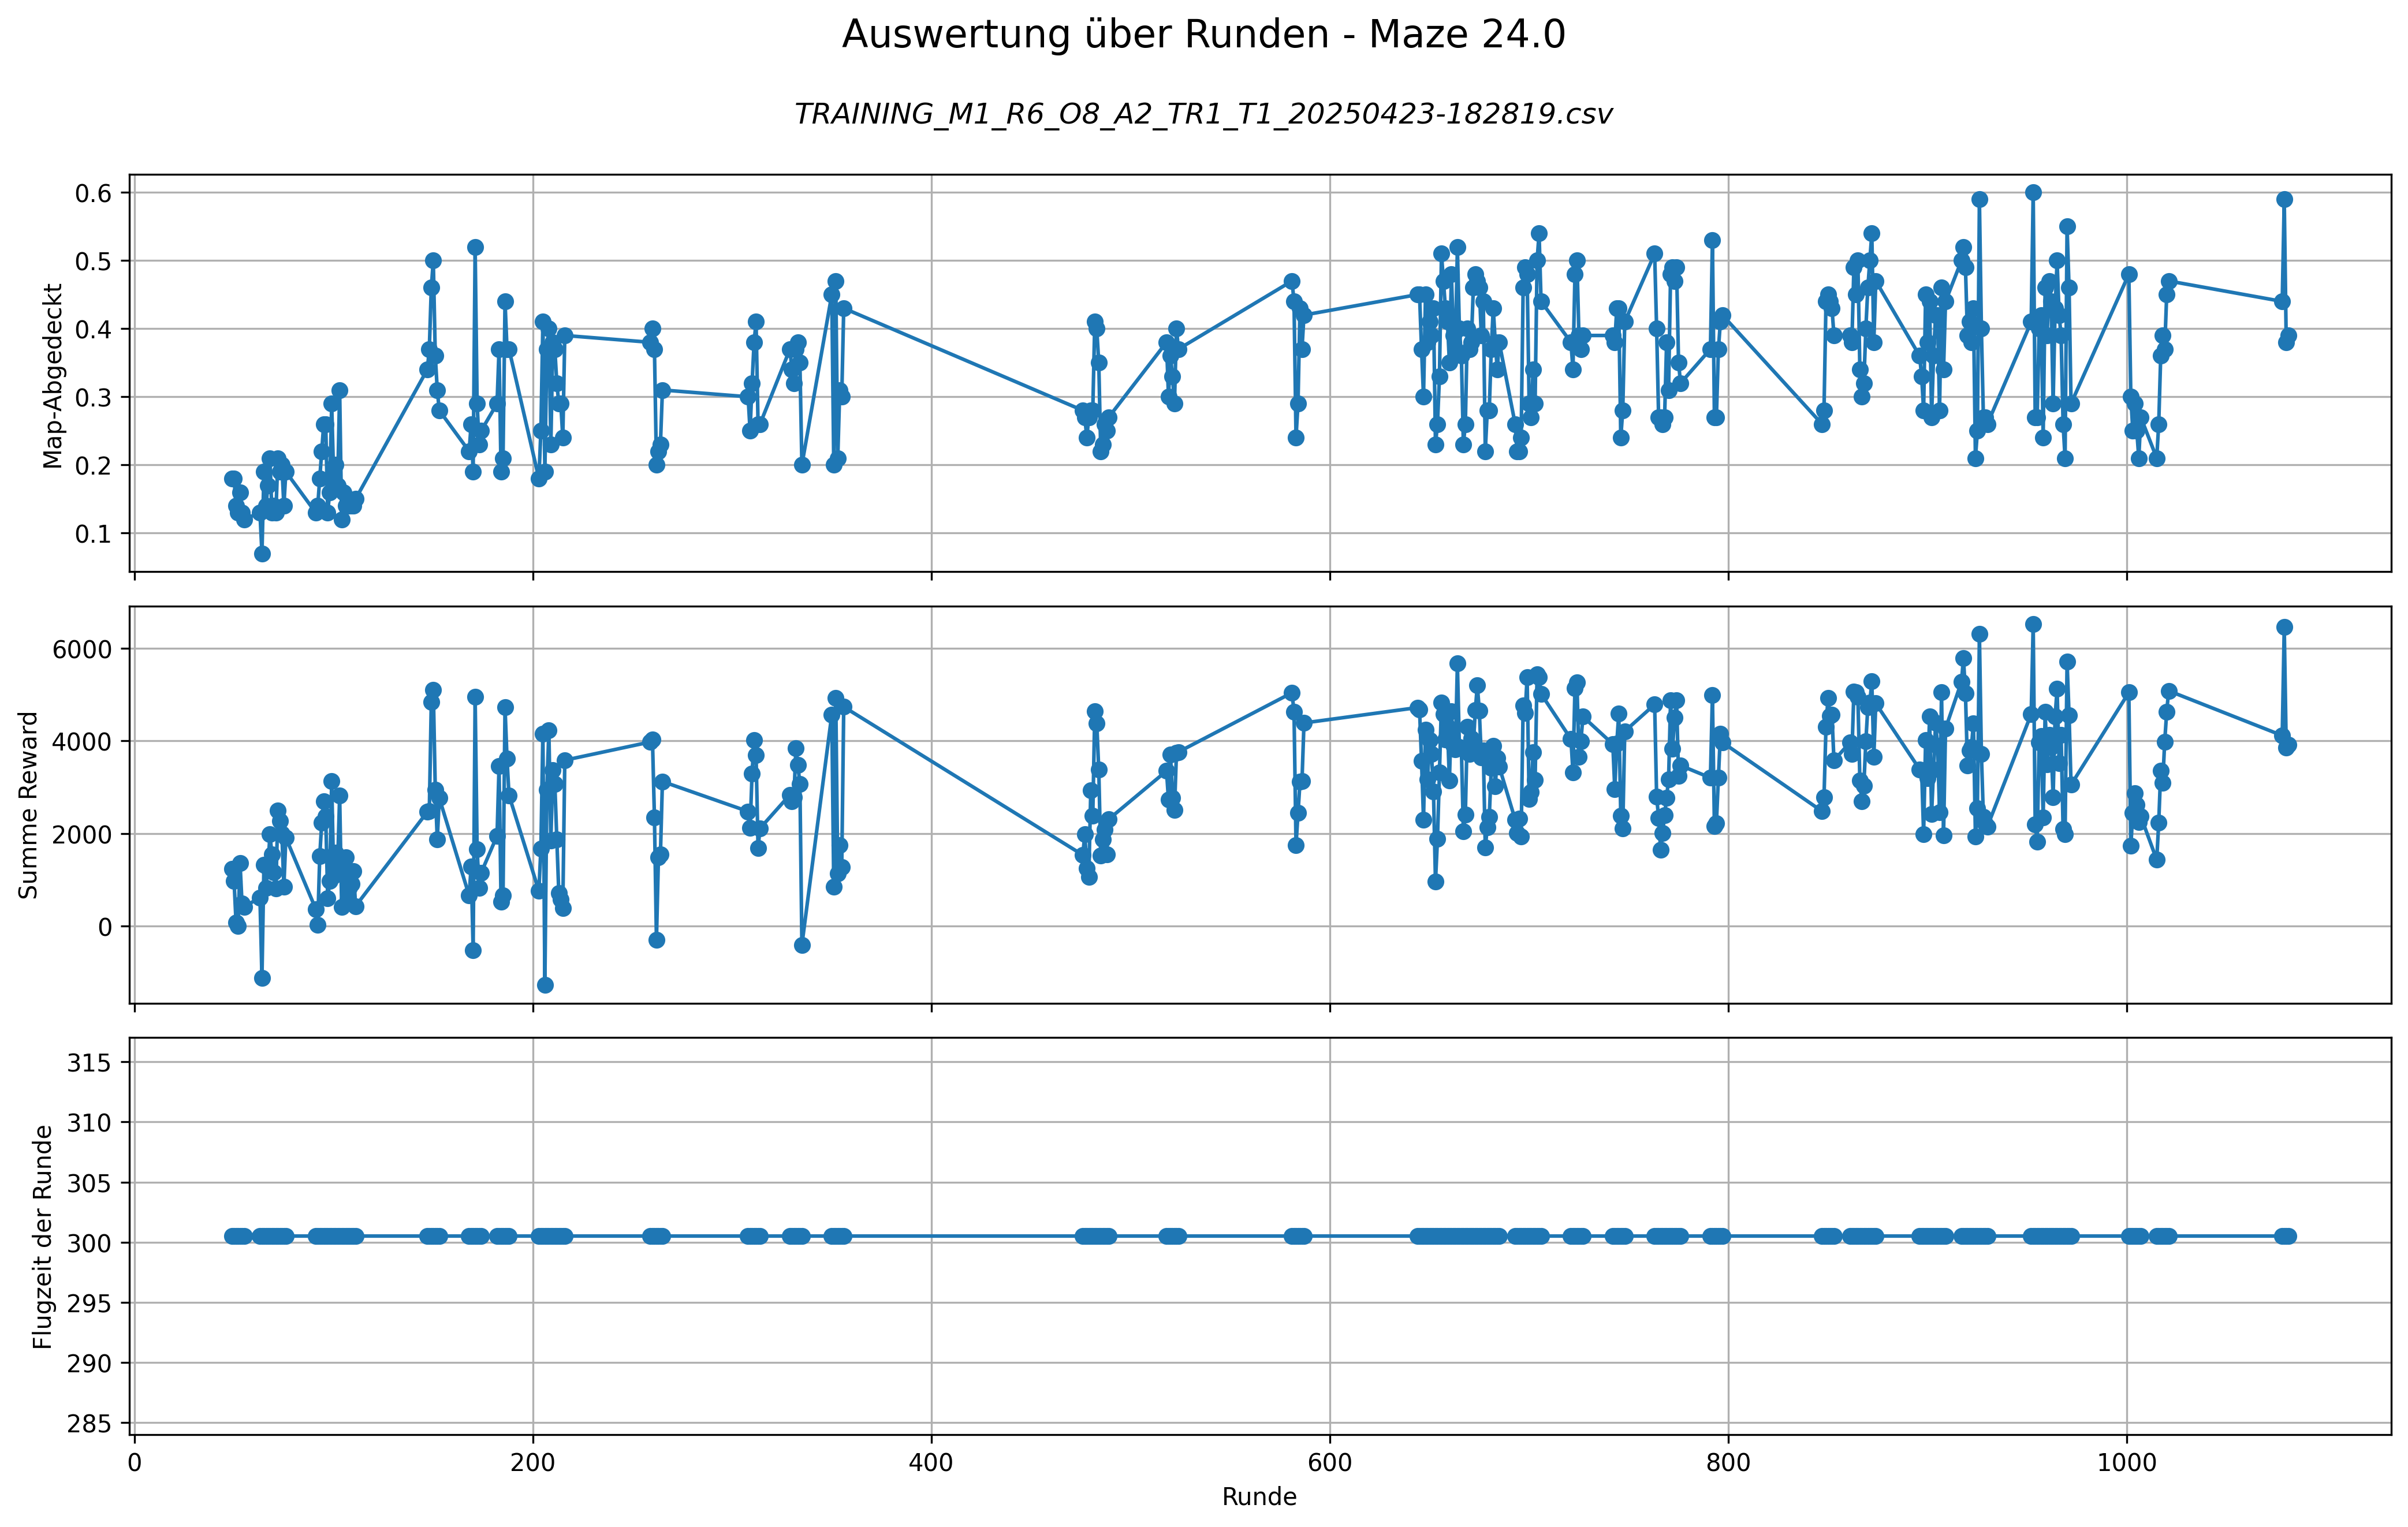 Auswertung über Runden - Maze 24.0
TRAINING_M1_R6_O8_A2_TR1_T1_20250423-182819.csv
Map-Abgedeckt
0.6
0.5
0.4
0.3
0.2
0.1
Summe Reward
6000
4000
2000
0
Flugzeit der Runde
315
310
305
300
295
290
285
0 200 400 600 800 1000
Runde